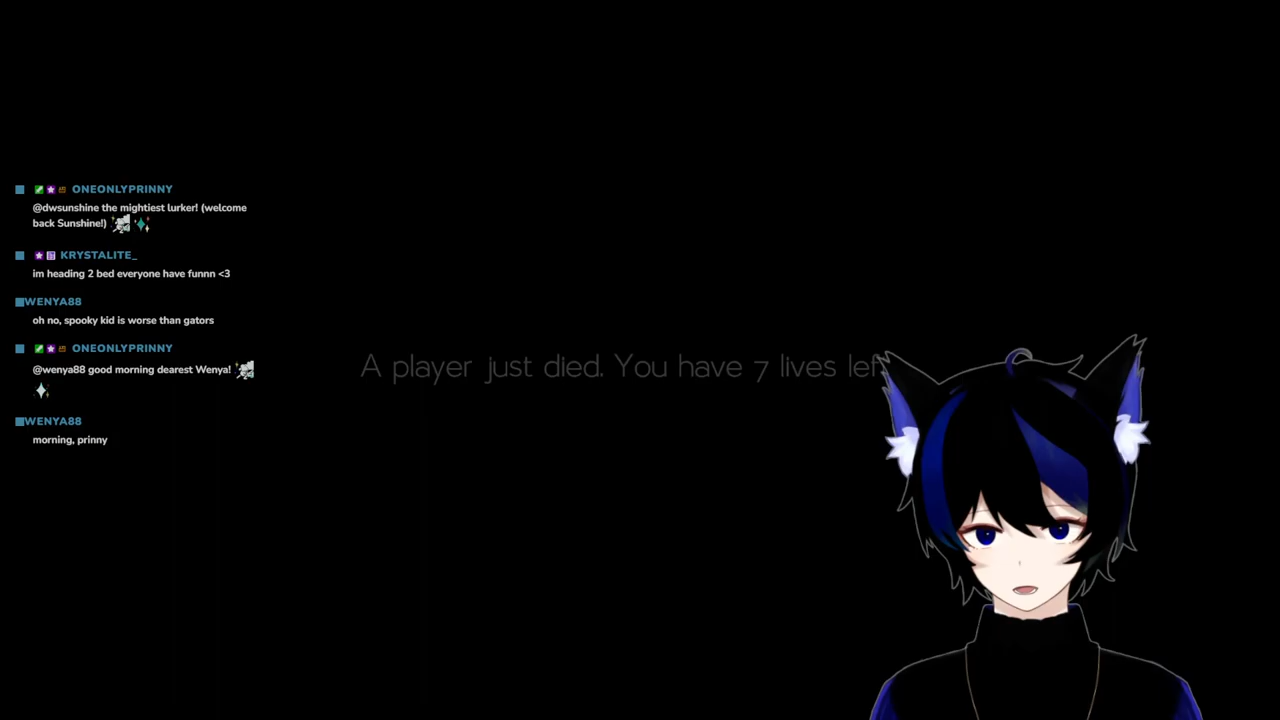 ONEONLYPRINNY
@dwsunshine the mightiest lurker! (welcome
back Sunshine!)
KRYSTALITE_
im heading 2 bed everyone have funnn <3
WENYA88
oh no, spooky kid is worse than gators
ONEONLYPRINNY
@wenya88 good morning dearest Wenya!
WENYA88
morning, prinny
A player just died. You have 7 lives lef